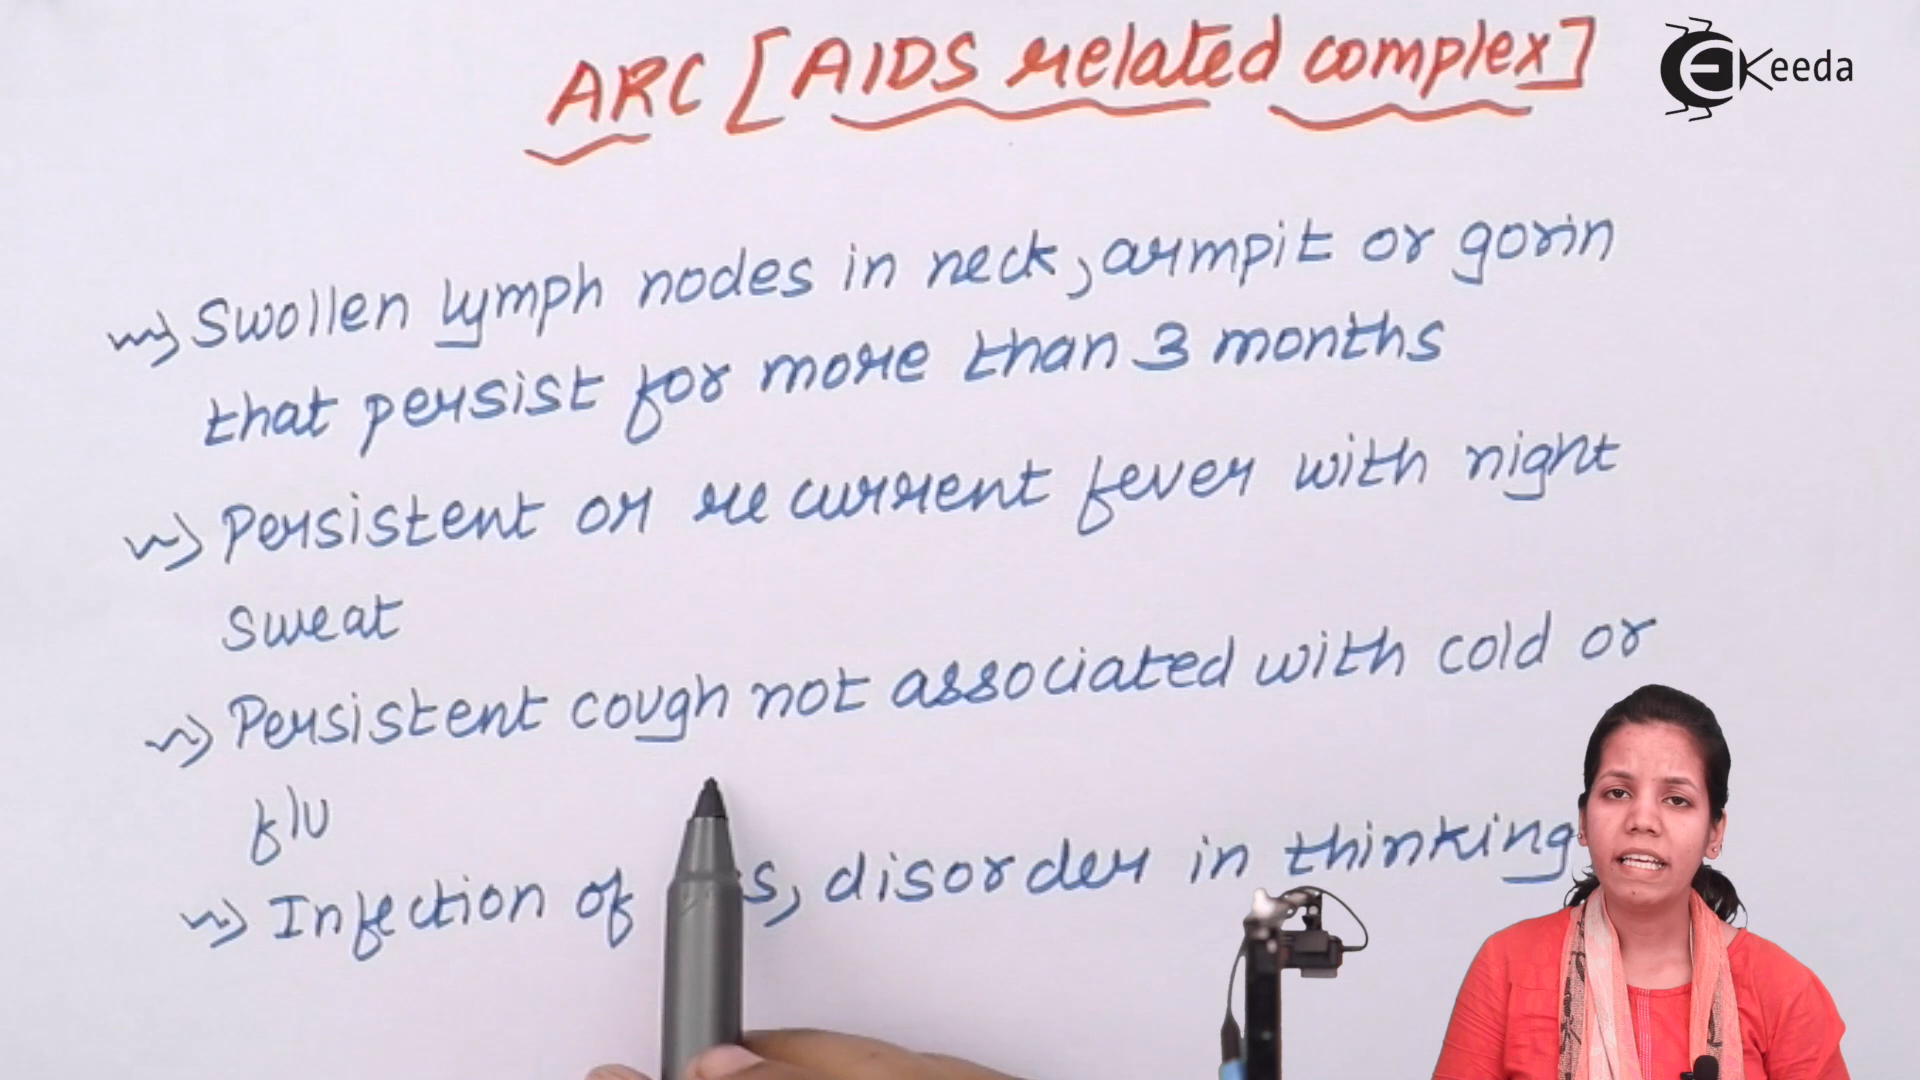 ARC [AIDS related complex]
EKeeda
Swollen lymph nodes in neck, armpit or gorin
that persist for more than 3 months
Persistent or recurrent fever with night
sweat
Persistent cough not associated with cold or
flu
Infection of s, disorder in thinking